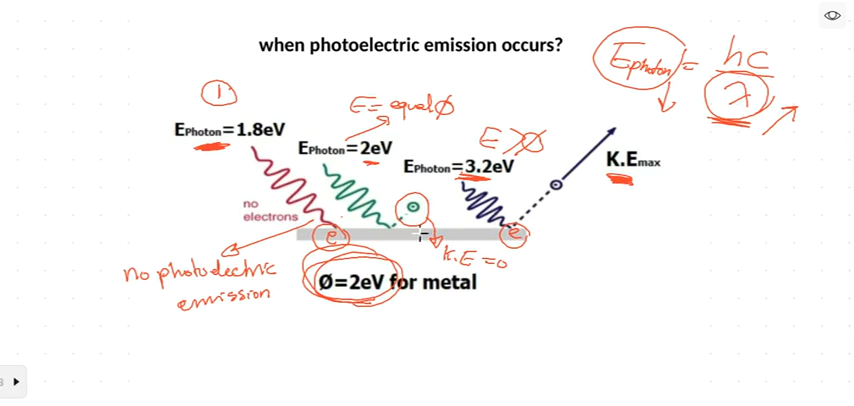 when photoelectric emission occurs?
Ephoton = hc
λ
1
E = equal ϕ
EPhoton=1.8eV
EPhoton=2eV
E>ϕ
EPhoton=3.2eV
K.Emax
no
electrons
e
e
no photoelectric
emission
K.E = 0
Ø=2eV for metal